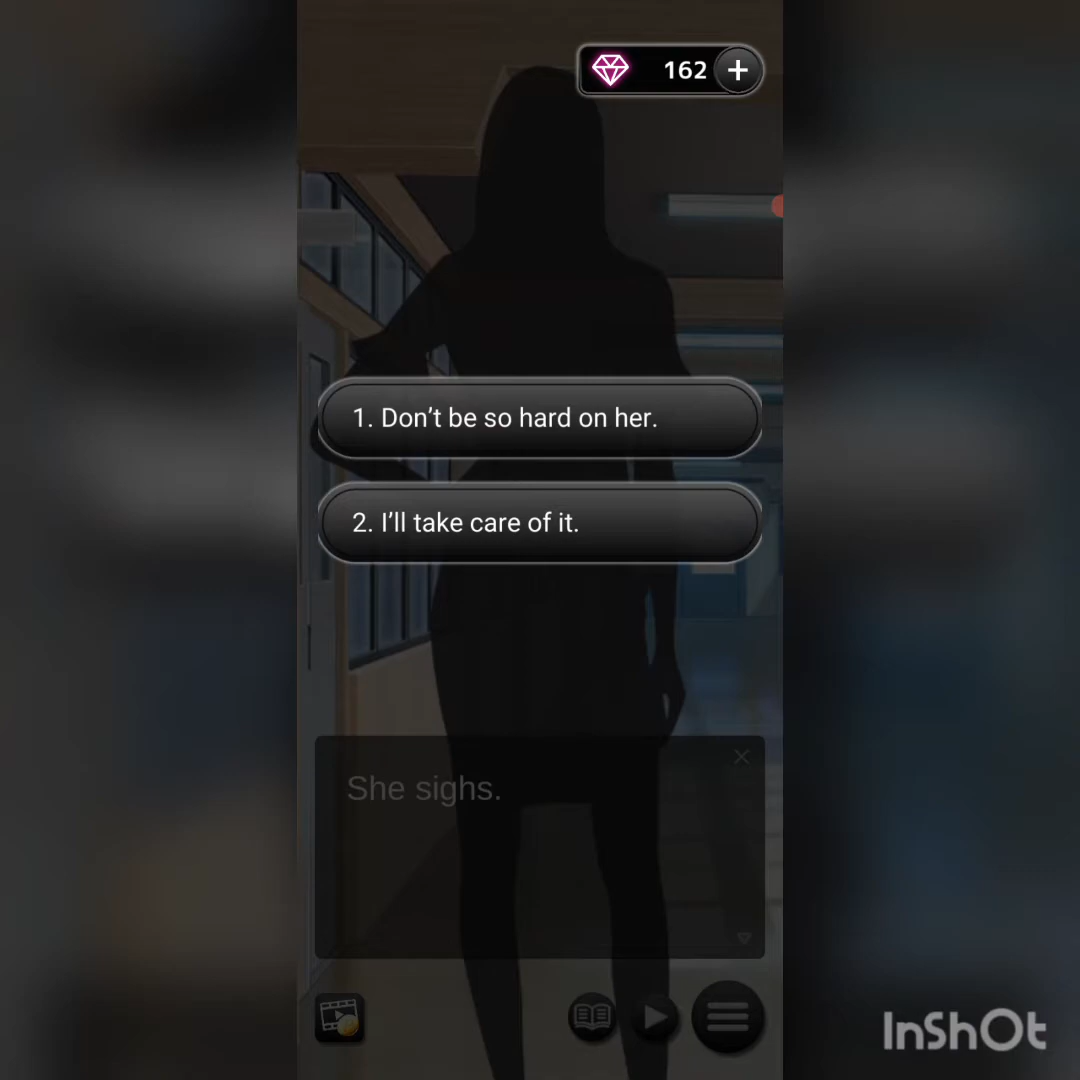 162
1. Don’t be so hard on her.
2. I’ll take care of it.
She sighs.
InShOt